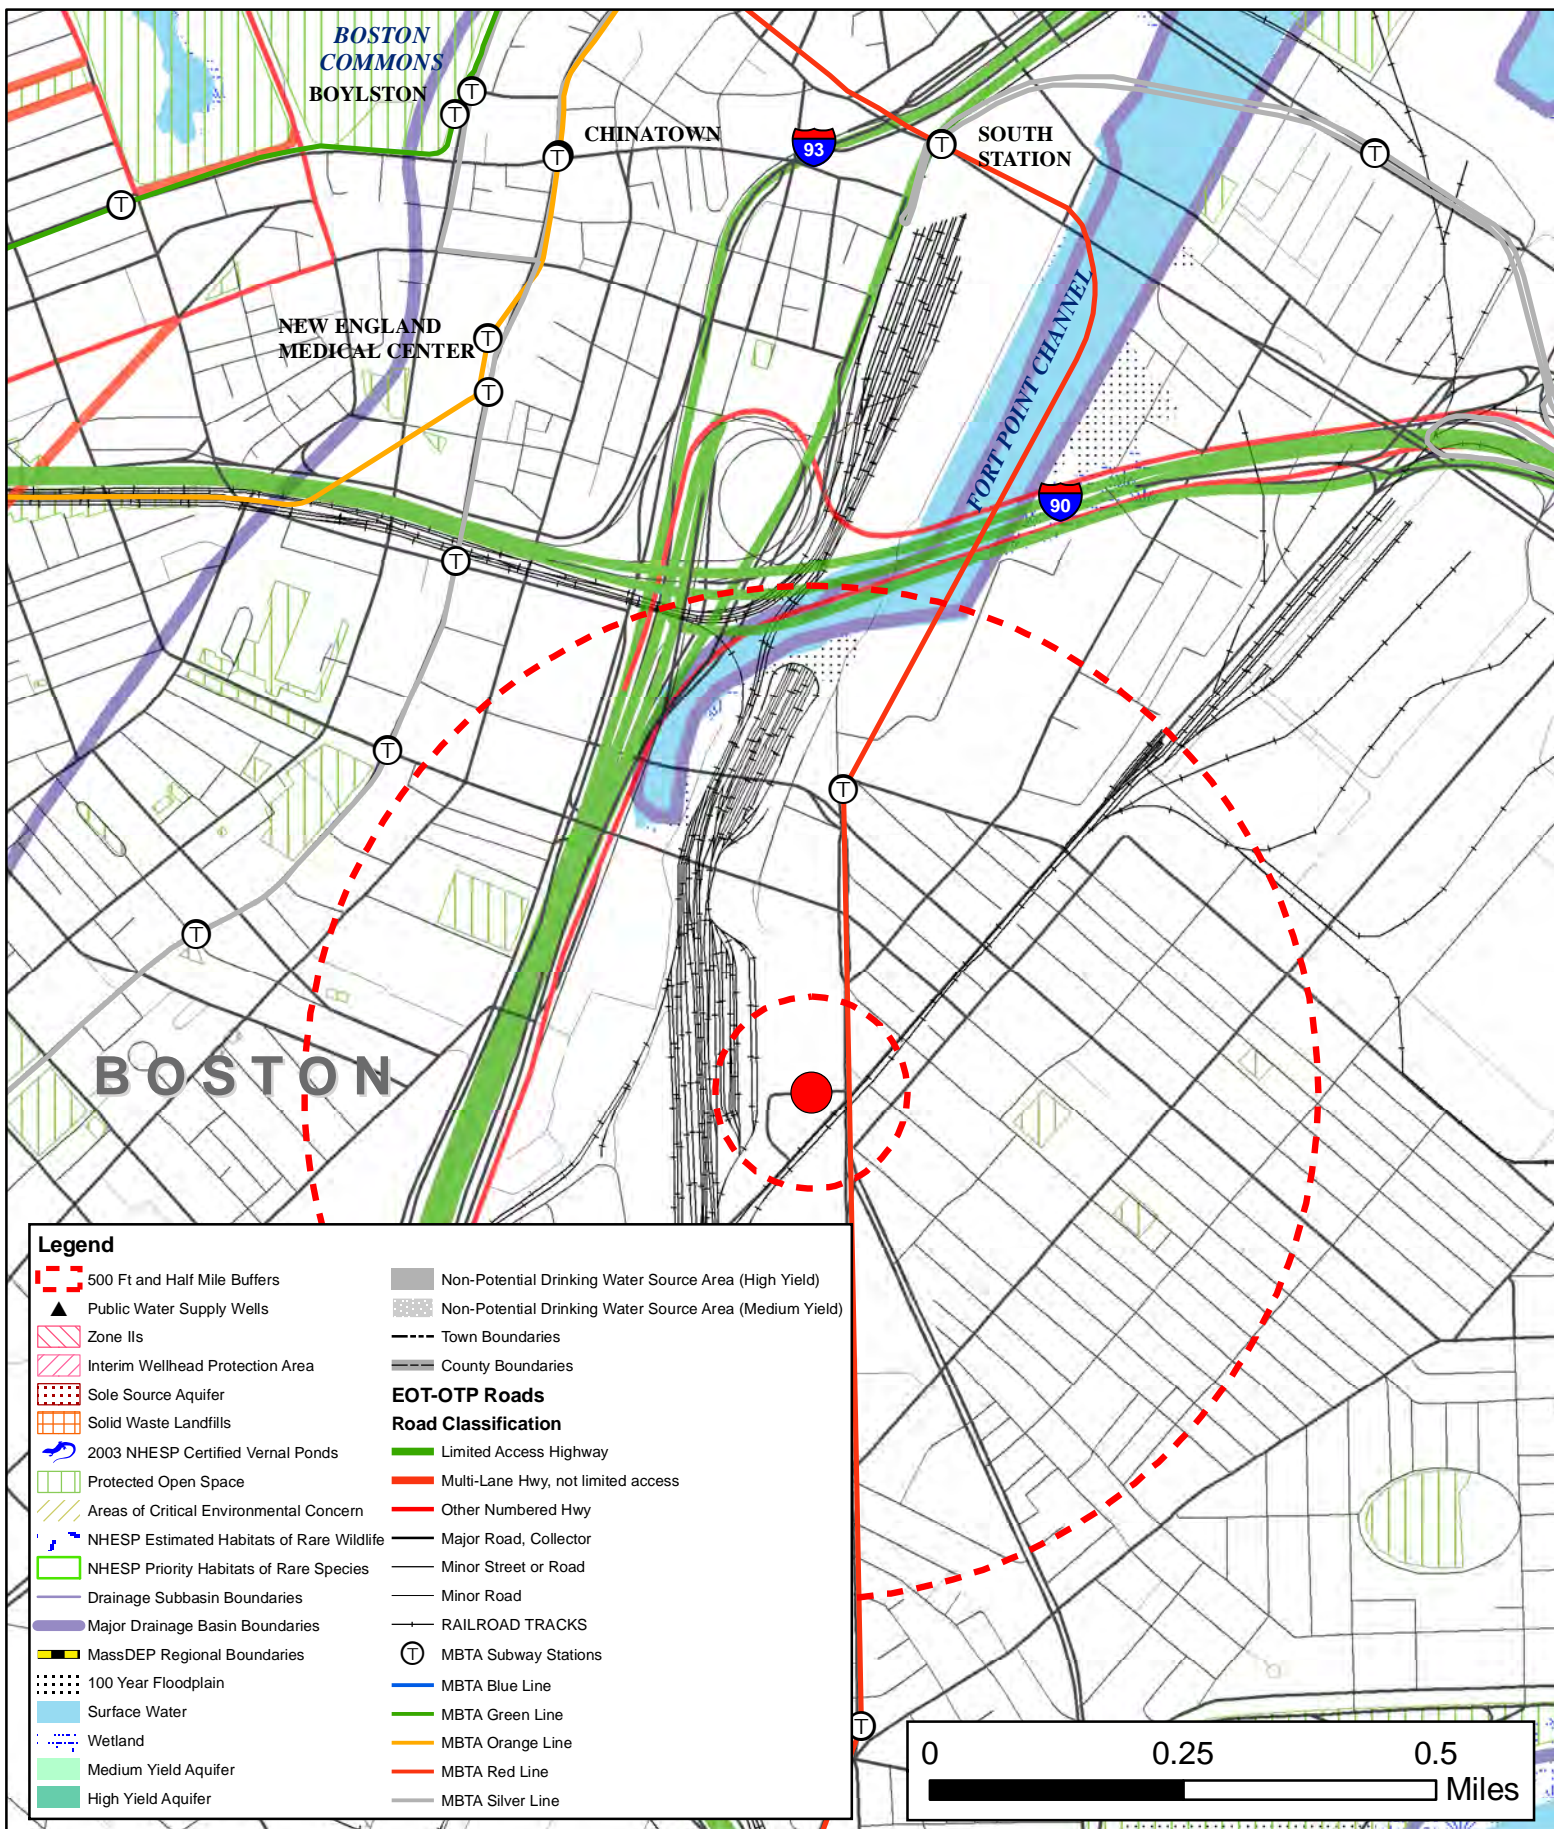 BOSTON
COMMONS
BOYLSTON
T
T
CHINATOWN
T
93
T
SOUTH
STATION
T
T
NEW ENGLAND
MEDICAL CENTER
T
T
FORT POINT CHANNEL
90
T
T
T
T
BOSTON
Legend
500 Ft and Half Mile Buffers
Public Water Supply Wells
Zone IIs
Interim Wellhead Protection Area
Sole Source Aquifer
Solid Waste Landfills
2003 NHESP Certified Vernal Ponds
Protected Open Space
Areas of Critical Environmental Concern
NHESP Estimated Habitats of Rare Wildlife
NHESP Priority Habitats of Rare Species
Drainage Subbasin Boundaries
Major Drainage Basin Boundaries
MassDEP Regional Boundaries
100 Year Floodplain
Surface Water
Wetland
Medium Yield Aquifer
High Yield Aquifer
Non-Potential Drinking Water Source Area (High Yield)
Non-Potential Drinking Water Source Area (Medium Yield)
Town Boundaries
County Boundaries
EOT-OTP Roads
Road Classification
Limited Access Highway
Multi-Lane Hwy, not limited access
Other Numbered Hwy
Major Road, Collector
Minor Street or Road
Minor Road
RAILROAD TRACKS
T MBTA Subway Stations
MBTA Blue Line
MBTA Green Line
MBTA Orange Line
MBTA Red Line
MBTA Silver Line
T
0 0.25 0.5
Miles